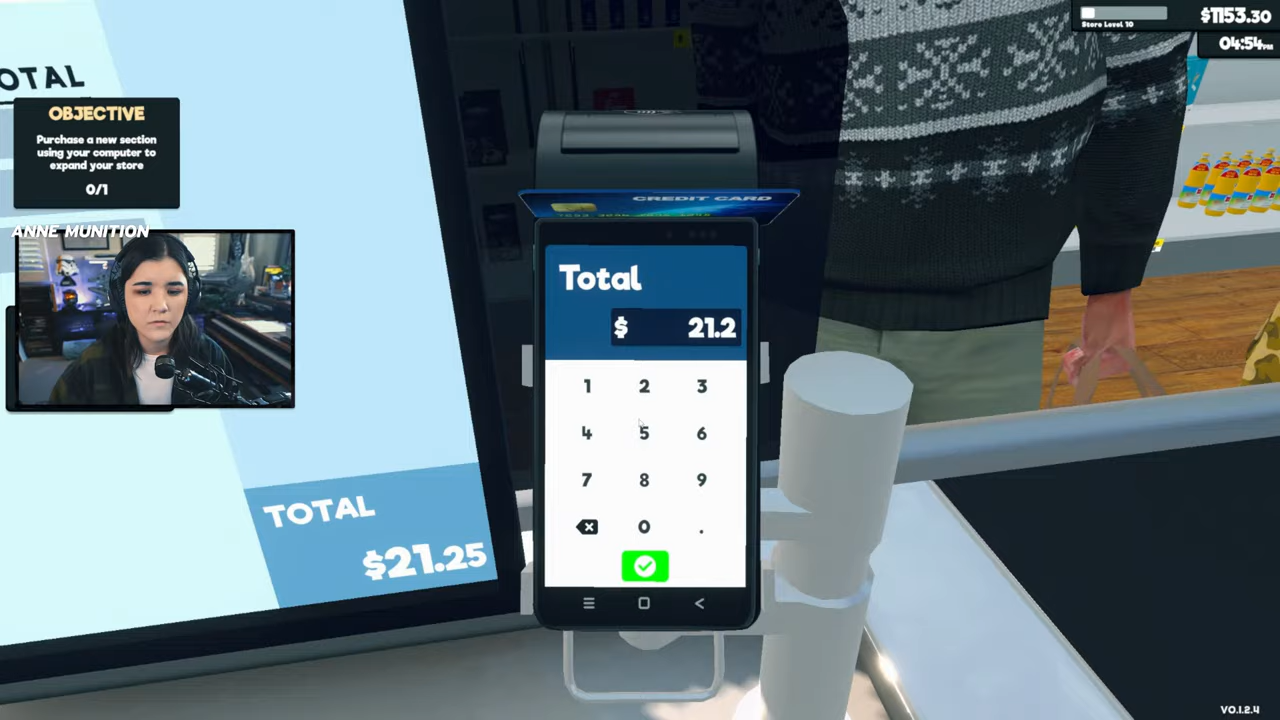 $1153.30
Store Level 10
04:54PM
OTAL
OBJECTIVE
Purchase a new section
using your computer to
expand your store
0/1
ANNE MUNITION
CREDIT CARD
Total
$ 21.2
1 2 3
4 5 6
7 8 9
0 .
TOTAL
$21.25
V0.1.2.4